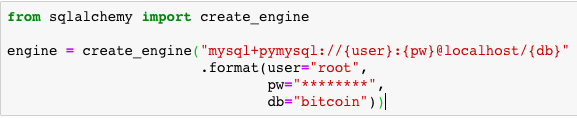 from sqlalchemy import create_engine
engine = create_engine("mysql+pymysql://{user}:{pw}@localhost/{db}"
.format(user="root",
pw="********",
db="bitcoin"))